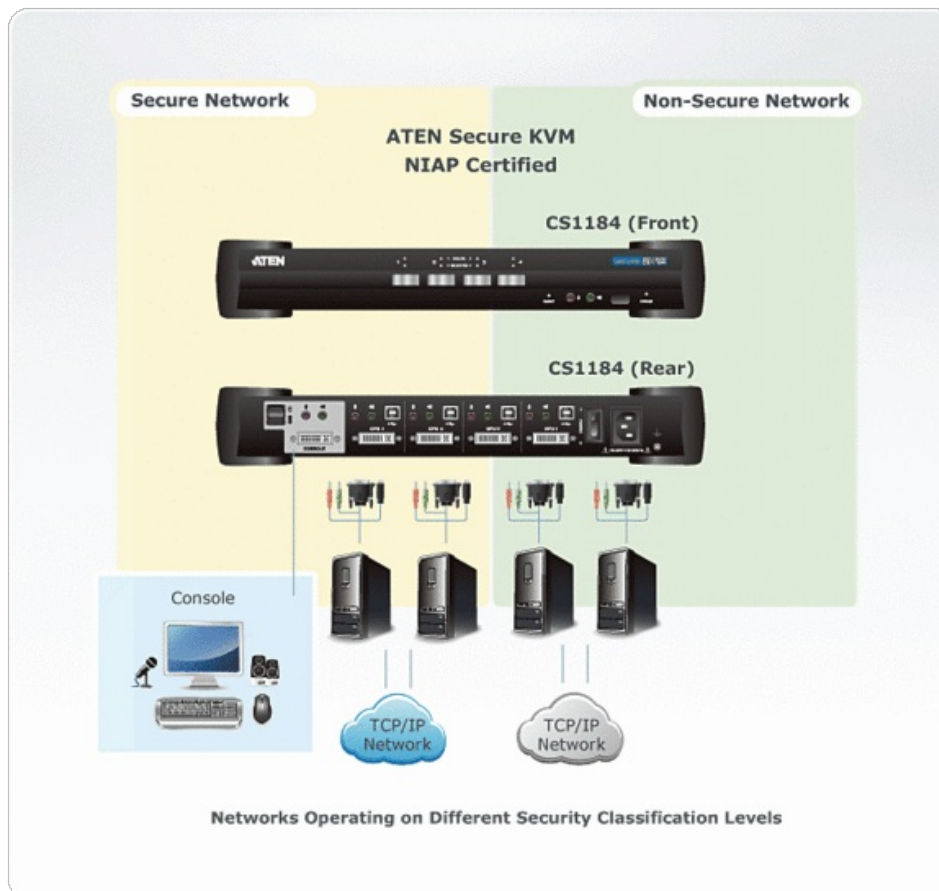 Secure Network
Non-Secure Network
ATEN Secure KVM
NIAP Certified
CS1184 (Front)
ATEN
CS1184 (Rear)
CONSOLE
Console
TCP/IP
Network
TCP/IP
Network
Networks Operating on Different Security Classification Levels